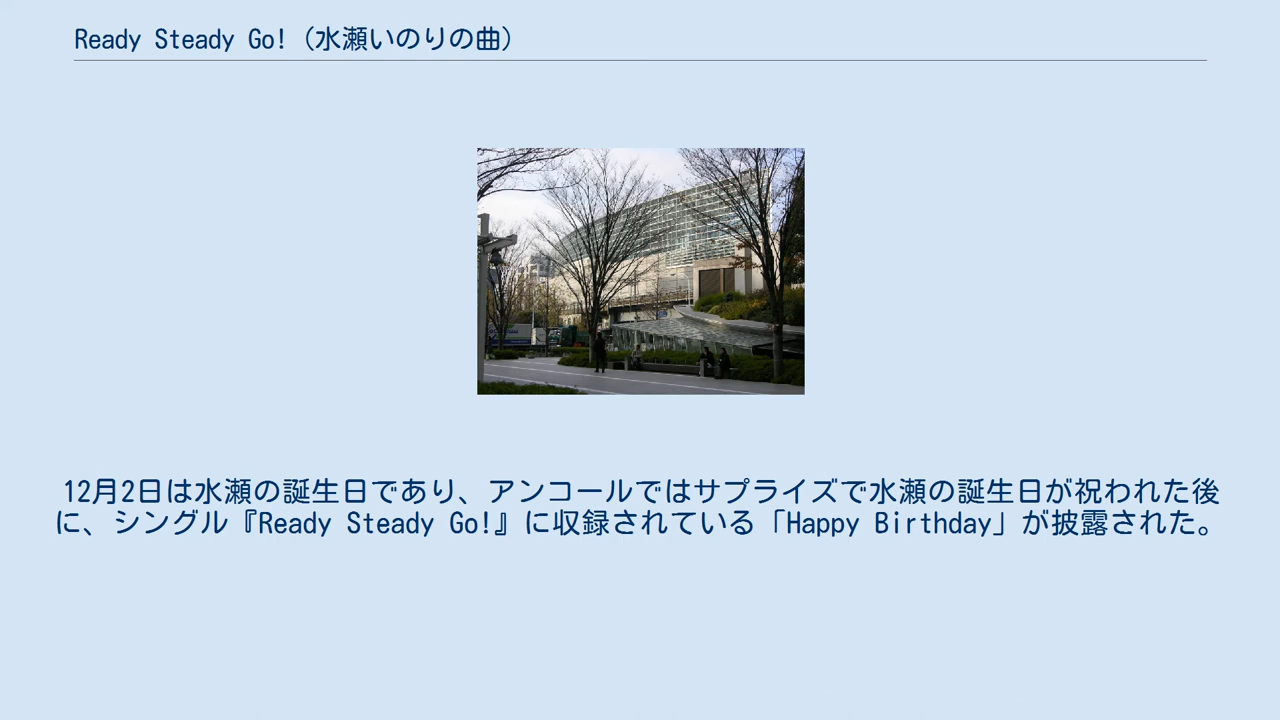 Ready Steady Go! (水瀬いのりの曲)
12月2日は水瀬の誕生日であり、アンコールではサプライズで水瀬の誕生日が祝われた後
に、シングル『Ready Steady Go!』に収録されている「Happy Birthday」が披露された。